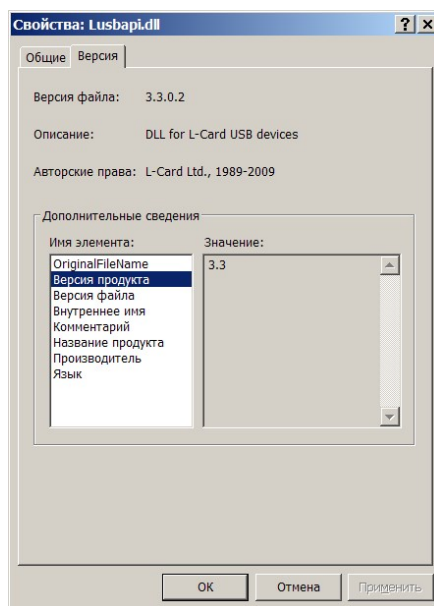 Свойства: Lusbapi.dll
? ×
Общие Версия
Версия файла: 3.3.0.2
Описание: DLL for L-Card USB devices
Авторские права: L-Card Ltd., 1989-2009
Дополнительные сведения
Имя элемента: Значение:
OriginalFileName 3.3
Версия продукта
Версия файла
Внутреннее имя
Комментарий
Название продукта
Производитель
Язык
OK Отмена Применить